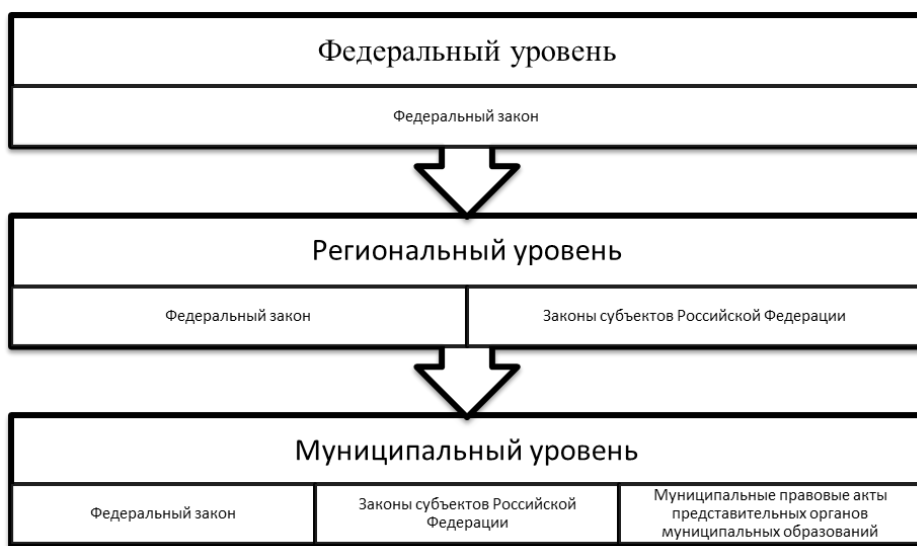 Федеральный уровень
Федеральный закон
Региональный уровень
Федеральный закон
Законы субъектов Российской Федерации
Муниципальный уровень
Федеральный закон
Законы субъектов Российской
Федерации
Муниципальные правовые акты
представительных органов
муниципальных образований